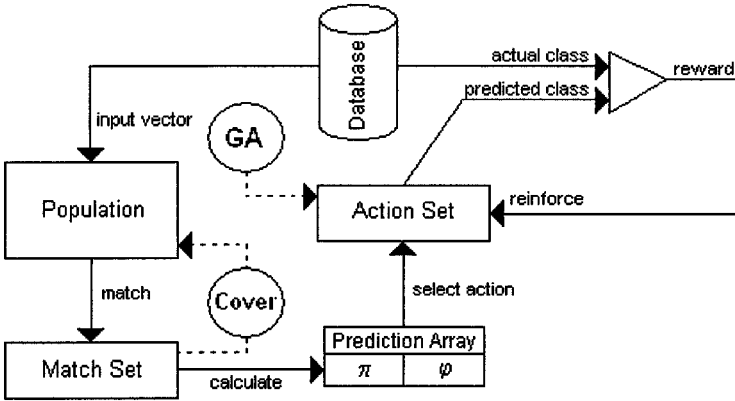 Database
actual class
predicted class
reward
input vector
GA
Population
Action Set
reinforce
match
Cover
select action
Match Set
calculate
Prediction Array
π φ